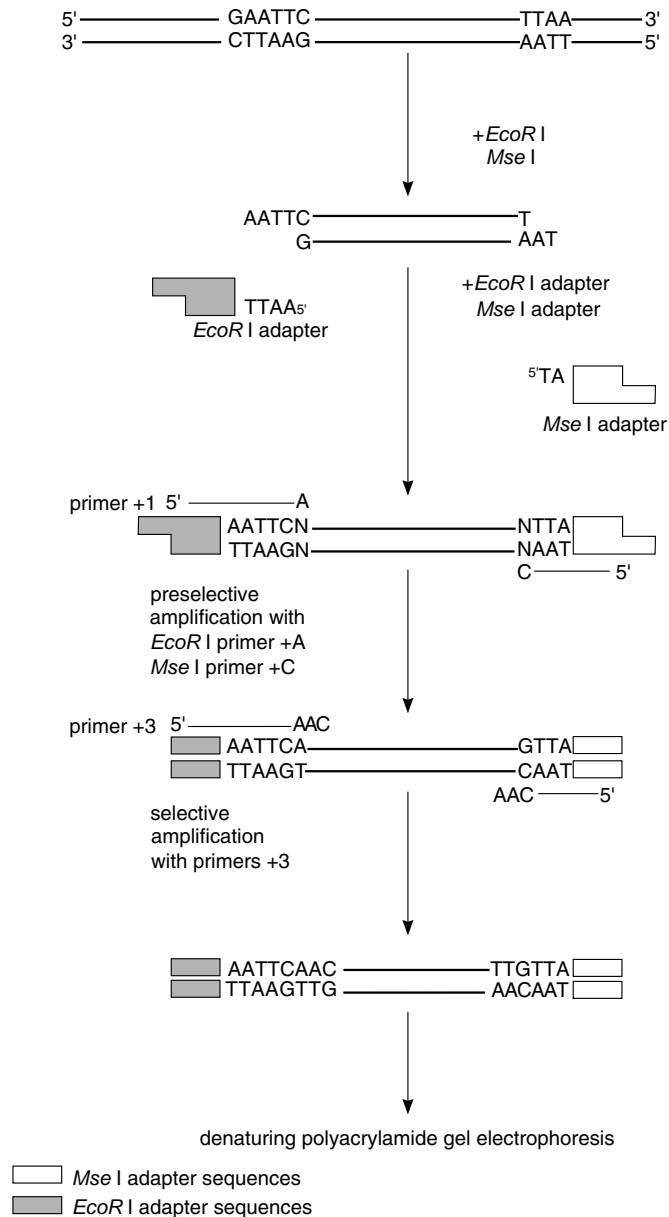 5' GAATTC TTAA 3'
3' CTTAAG AATT 5'
+EcoR I
Mse I
AATTC T
G AAT
+EcoR I adapter
Mse I adapter
TTAA5'
EcoR I adapter
5'TA
Mse I adapter
primer +1 5' A
AATTCN NTTA
TTAAGN NAAT
C 5'
preselective
amplification with
EcoR I primer +A
Mse I primer +C
primer +3 5' AAC
AATTCA GTTA
TTAAGT CAAT
AAC 5'
selective
amplification
with primers +3
AATTCAAC TTGTTA
TTAAGTTG AACAAT
denaturing polyacrylamide gel electrophoresis
Mse I adapter sequences
EcoR I adapter sequences